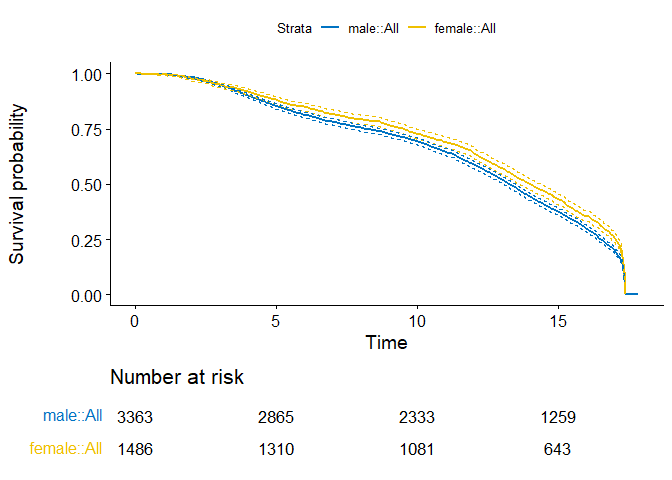 Strata male::All female::All
Survival probability
1.00
0.75
0.50
0.25
0.00
0 5 10 15
Time
Number at risk
male::All 3363 2865 2333 1259
female::All 1486 1310 1081 643